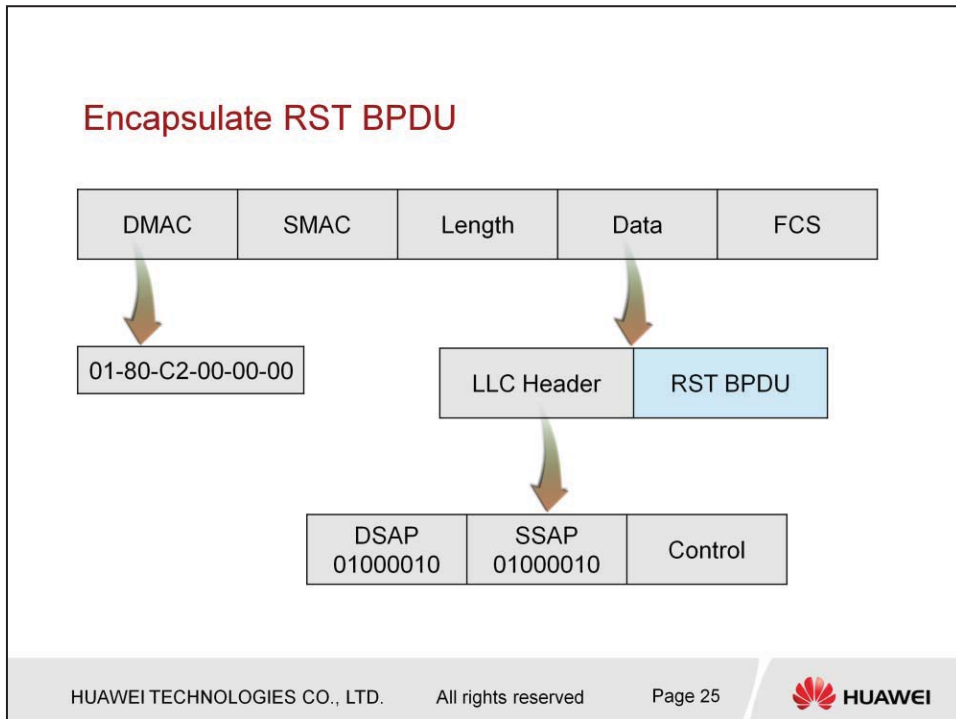 Encapsulate RST BPDU
DMAC SMAC Length Data FCS
01-80-C2-00-00-00
LLC Header RST BPDU
DSAP SSAP Control
01000010 01000010
HUAWEI TECHNOLOGIES CO., LTD. All rights reserved Page 25 HUAWEI